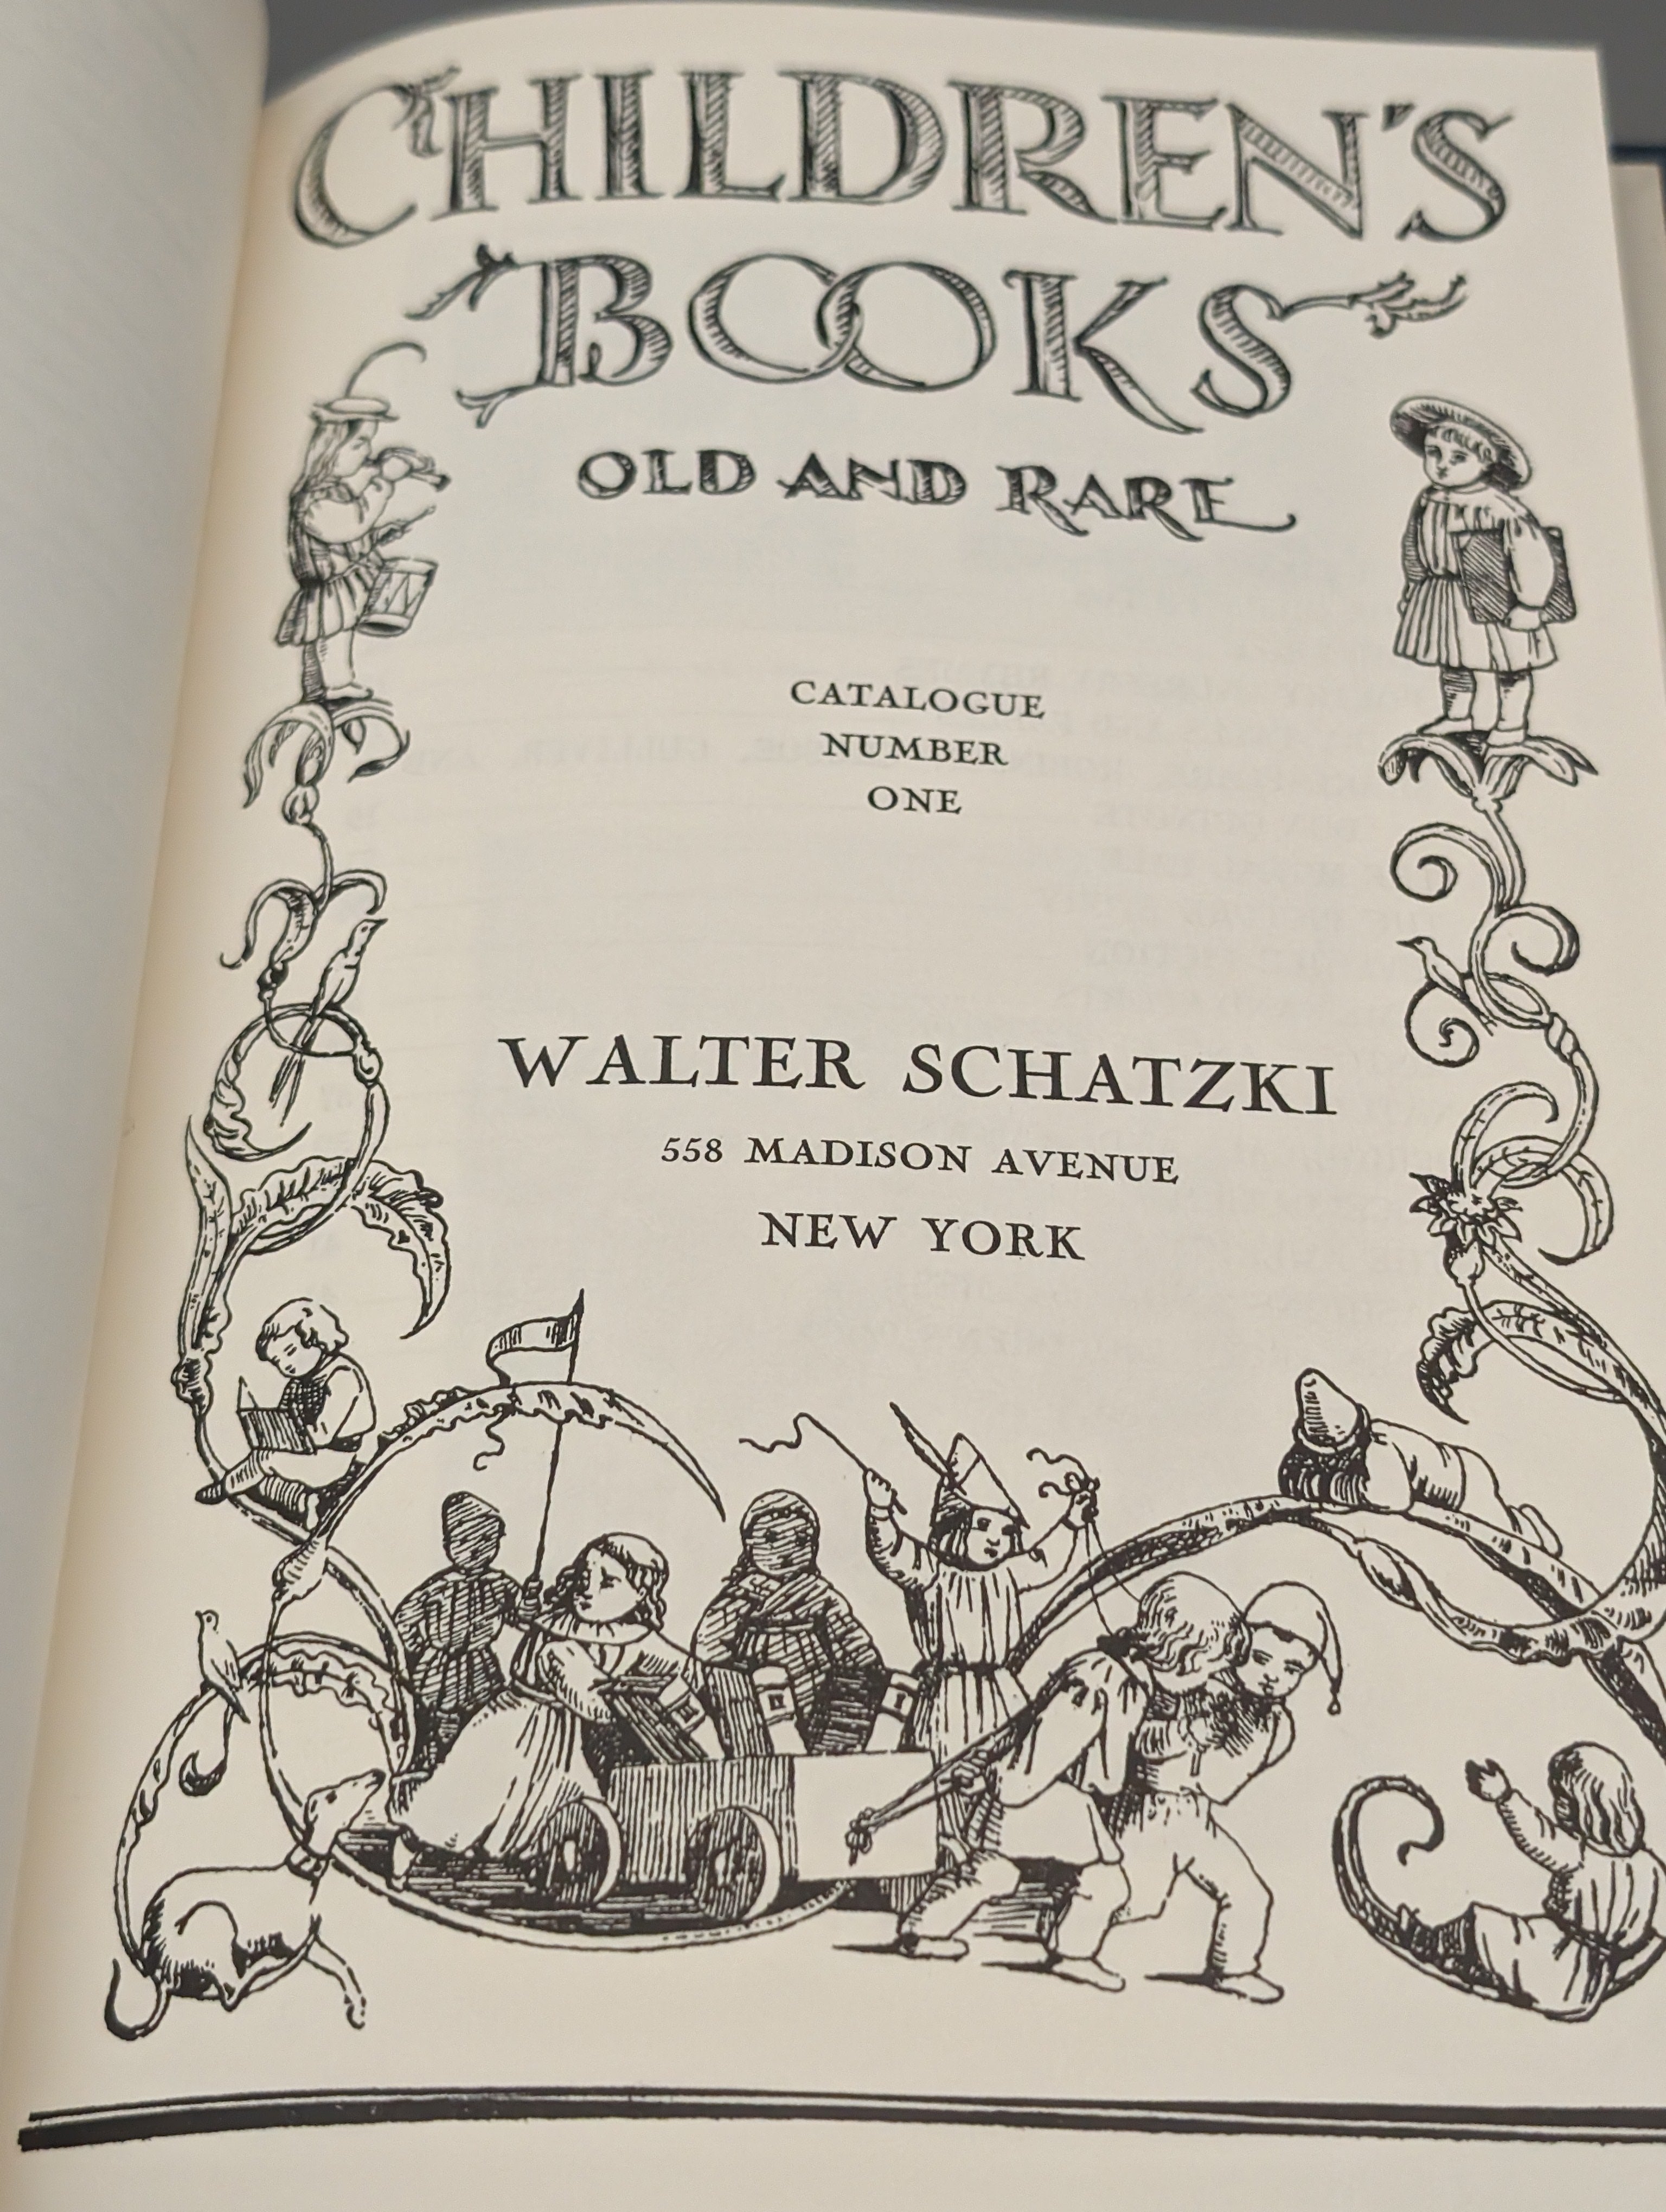 CHILDREN'S
BOOKS
OLD AND RARE
CATALOGUE
NUMBER
ONE
WALTER SCHATZKI
558 MADISON AVENUE
NEW YORK